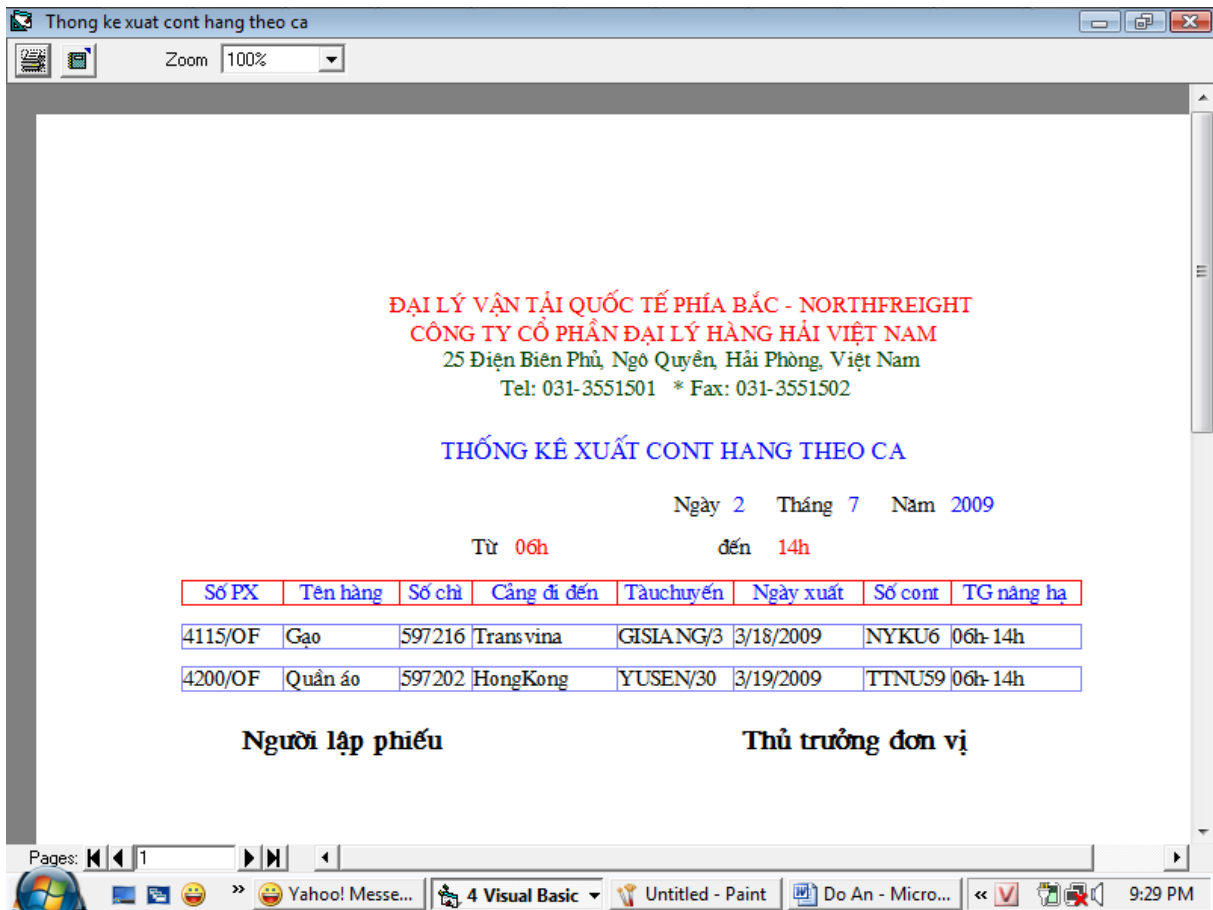 Thong ke xuat cont hang theo ca
Zoom 100%
ĐẠI LÝ VẬN TẢI QUỐC TẾ PHÍA BẮC - NORTHFREIGHT
CÔNG TY CỔ PHẦN ĐẠI LÝ HÀNG HẢI VIỆT NAM
25 Điện Biên Phủ, Ngô Quyền, Hải Phòng, Việt Nam
Tel: 031-3551501 * Fax: 031-3551502
THỐNG KÊ XUẤT CONT HANG THEO CA
Ngày 2 Tháng 7 Năm 2009
Từ 06h đến 14h
Số PX Tên hàng Số chì Cảng đi đến Tàuchuyến Ngày xuất Số cont TG nâng hạ
4115/OF Gạo 597216 Transvina GISIANG/3 3/18/2009 NYKU6 06h-14h
4200/OF Quần áo 597202 HongKong YUSEN/30 3/19/2009 TTNU59 06h-14h
Người lập phiếu Thủ trưởng đơn vị
Pages: 1
Yahoo! Messe... 4 Visual Basic Untitled - Paint Do An - Micro... V 9:29 PM